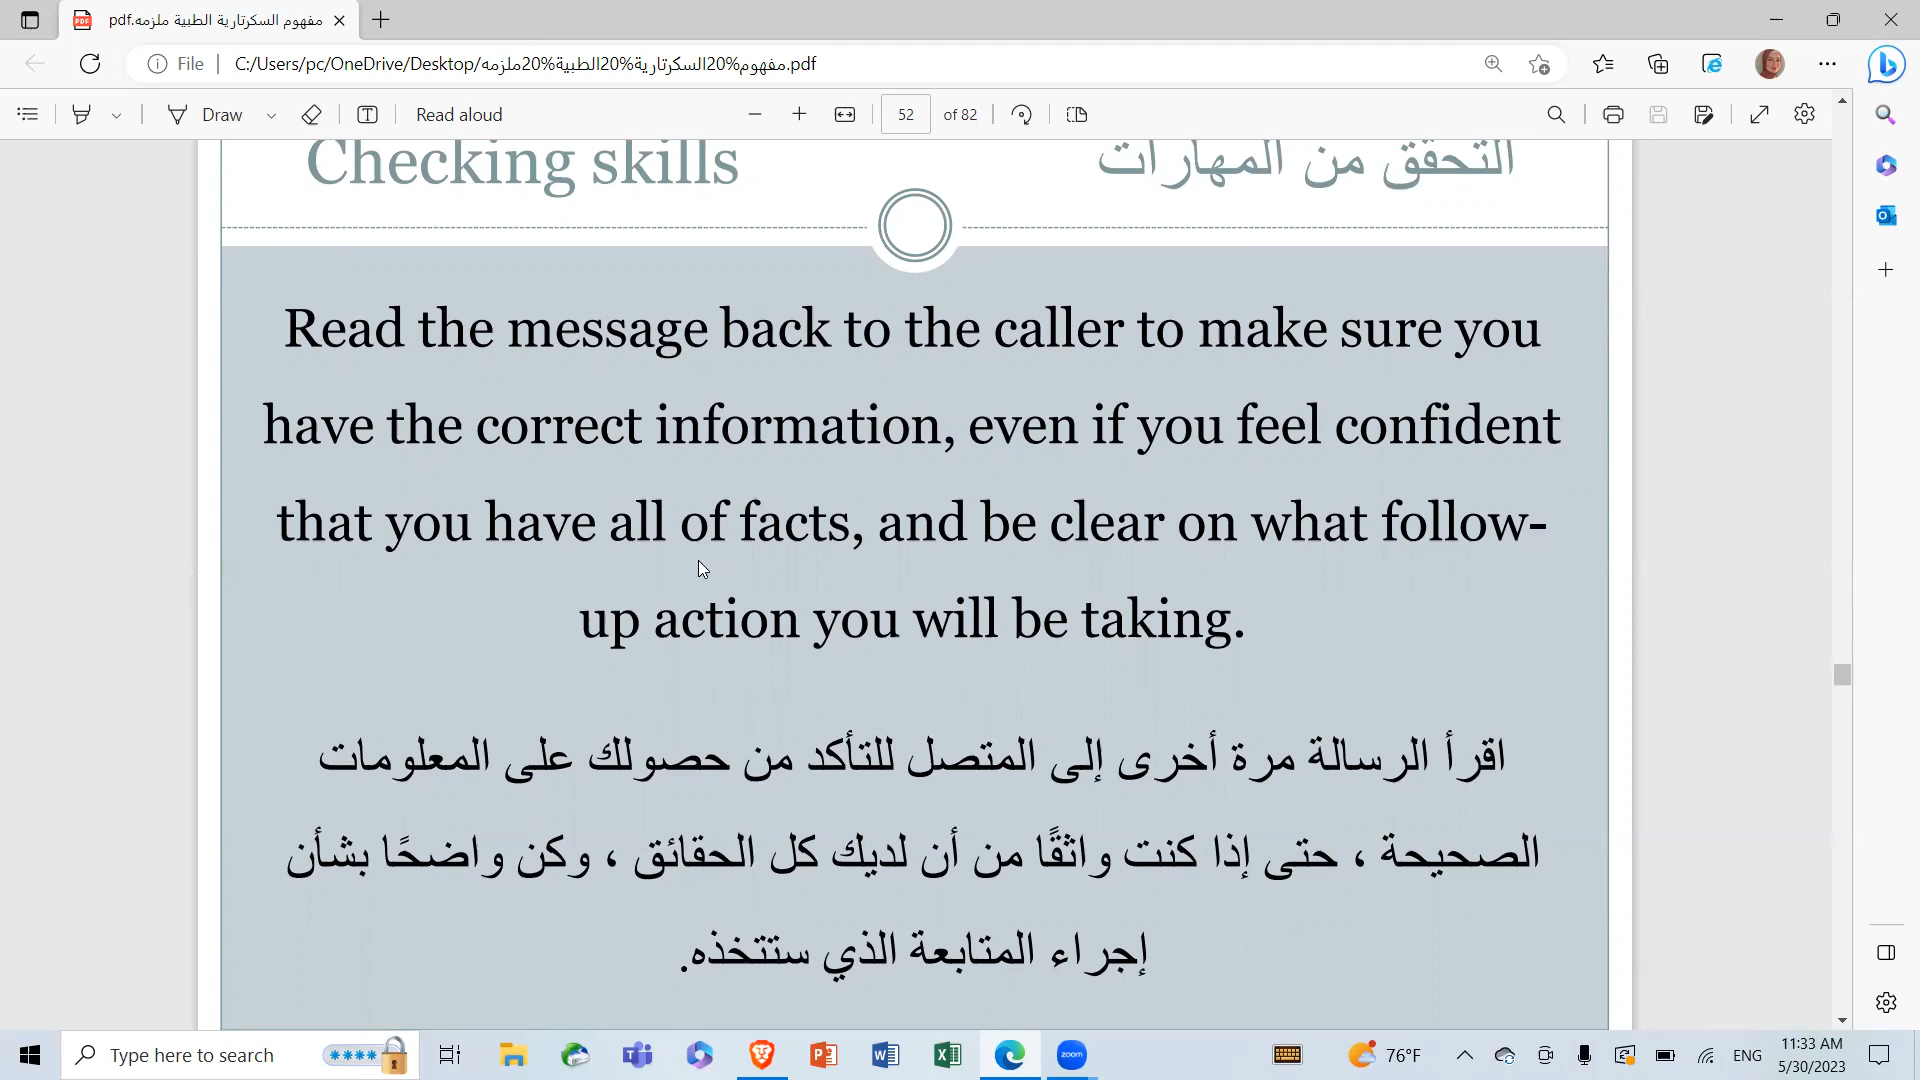 مفهوم السكرتارية الطبية ملزمه.pdf
File
C:/Users/pc/OneDrive/Desktop/مفهوم%20السكرتارية%20الطبية%20ملزمه.pdf
Draw
Read aloud
52 of 82
Checking skills
التحقق من المهارات
Read the message back to the caller to make sure you
have the correct information, even if you feel confident
that you have all of facts, and be clear on what follow-
up action you will be taking.
اقرأ الرسالة مرة أخرى إلى المتصل للتأكد من حصولك على المعلومات
الصحيحة ، حتى إذا كنت واثقًا من أن لديك كل الحقائق ، وكن واضحًا بشأن
إجراء المتابعة الذي ستتخذه.
Type here to search
zoom
76°F
ENG
11:33 AM
5/30/2023